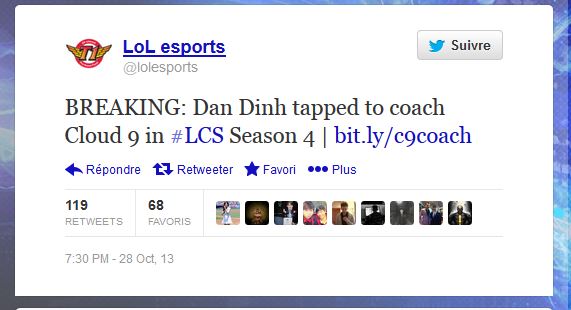 LoL esports
@lolesports
Suivre
BREAKING: Dan Dinh tapped to coach
Cloud 9 in #LCS Season 4 | bit.ly/c9coach
Répondre Retweeter Favori Plus
119 68
RETWEETS FAVORIS
7:30 PM - 28 Oct, 13